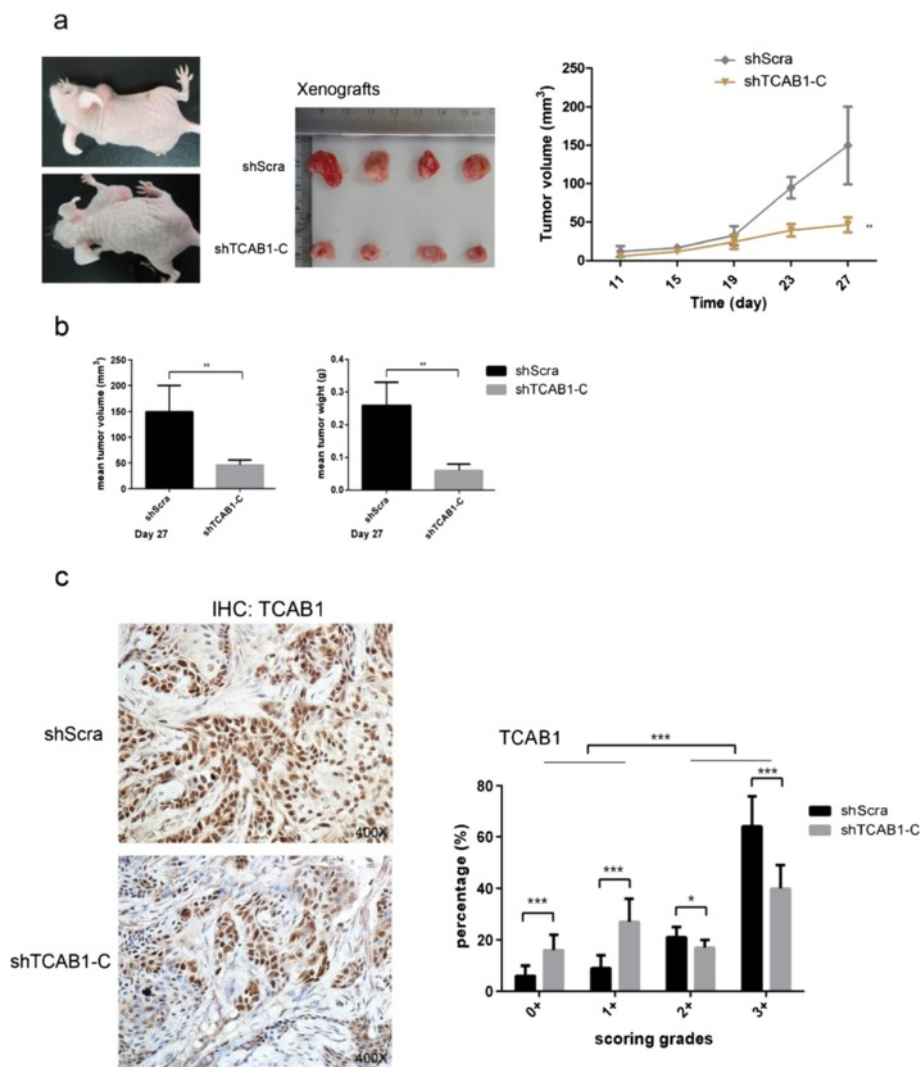 a
Xenografts
shScra
shTCAB1-C
shScra
shTCAB1-C
Tumor volume (mm³)
250
200
150
100
50
0
11 15 19 23 27
Time (day)
**
b
mean tumor volume (mm³)
250
200
150
100
50
0
**
shScra
shTCAB1-C
Day 27
mean tumor wight (g)
0.4
0.3
0.2
0.1
0.0
**
shScra
shTCAB1-C
Day 27
shScra
shTCAB1-C
c
IHC: TCAB1
shScra
400X
shTCAB1-C
400X
TCAB1
***
***
***
*
***
shScra
shTCAB1-C
percentage (%)
80
60
40
20
0
0+ 1+ 2+ 3+
scoring grades